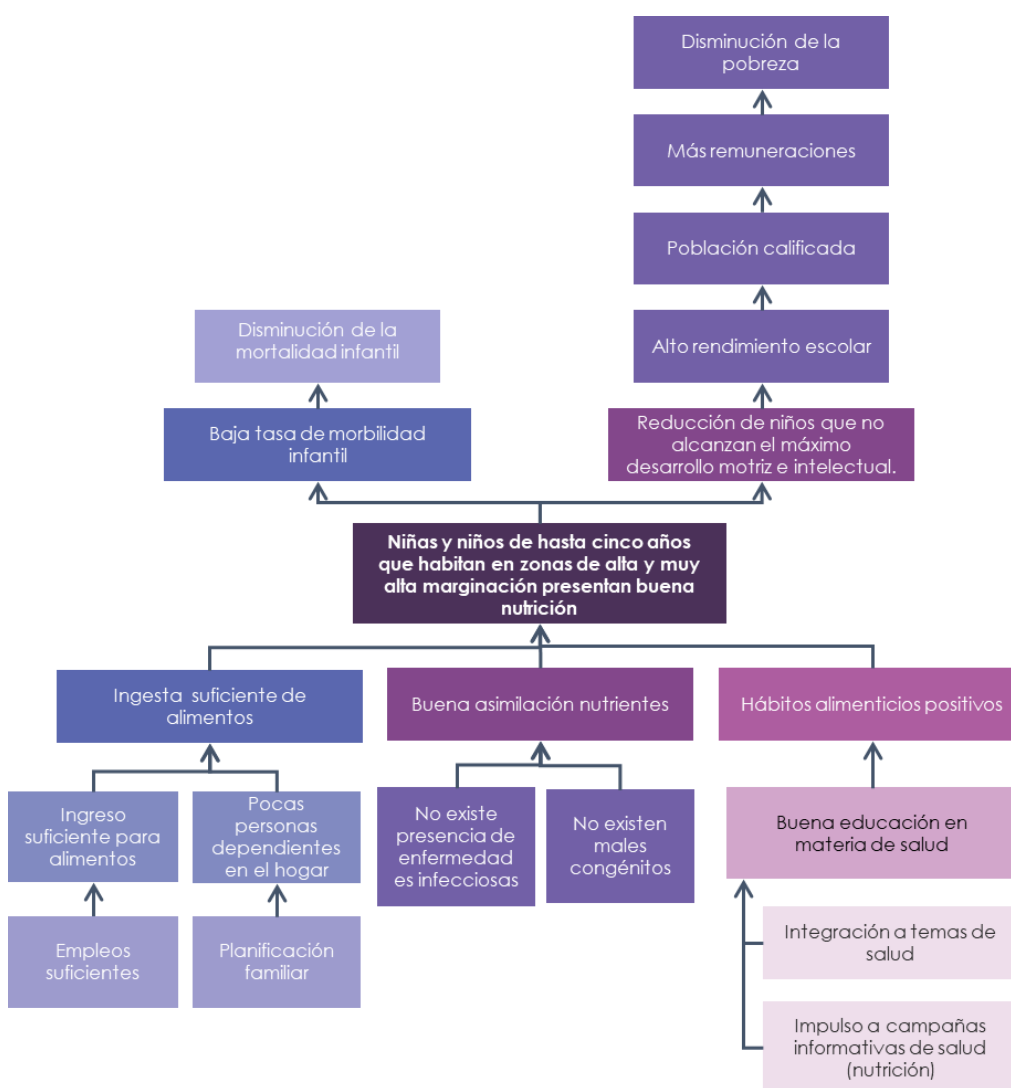 Disminución de la
pobreza
Más remuneraciones
Población calificada
Disminución de la
mortalidad infantil
Alto rendimiento escolar
Baja tasa de morbilidad
infantil
Reducción de niños que no
alcanzan el máximo
desarrollo motriz e intelectual.
Niñas y niños de hasta cinco años
que habitan en zonas de alta y muy
alta marginación presentan buena
nutrición
Ingesta suficiente de
alimentos
Buena asimilación nutrientes
Hábitos alimenticios positivos
Ingreso
suficiente para
alimentos
Pocas
personas
dependientes
en el hogar
No existe
presencia de
enfermedad
es infecciosas
No existen
males
congénitos
Buena educación en
materia de salud
Empleos
suficientes
Planificación
familiar
Integración a temas de
salud
Impulso a campañas
informativas de salud
(nutrición)